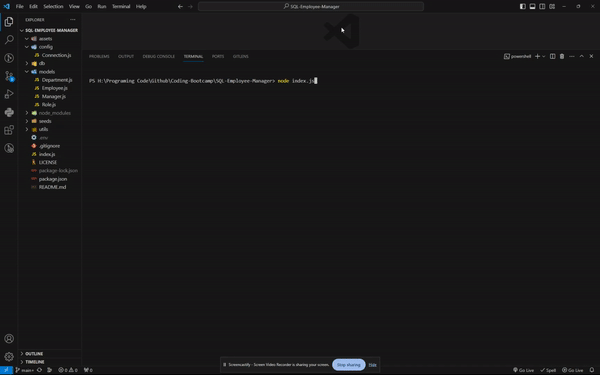 File Edit Selection View Go Run Terminal Help
SQL-Employee-Manager
EXPLORER
SQL-EMPLOYEE-MANAGER
assets
config
Connection.js
db
models
Department.js
Employee.js
Manager.js
Role.js
node_modules
seeds
utils
.env
.gitignore
index.js
LICENSE
package-lock.json
package.json
README.md
OUTLINE
TIMELINE
PROBLEMS OUTPUT DEBUG CONSOLE TERMINAL PORTS GITLENS
powershell
PS H:\Programing Code\Github\Coding-Bootcamp\SQL-Employee-Manager> node index.js
Screencastify - Screen Video Recorder is sharing your screen. Stop sharing Hide
main 0 0 0 Go Live Spell Go Live